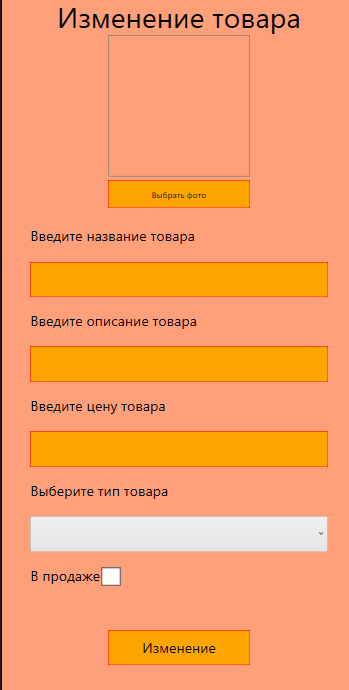 Изменение товара
Выбрать фото
Введите название товара
Введите описание товара
Введите цену товара
Выберите тип товара
В продаже
Изменение